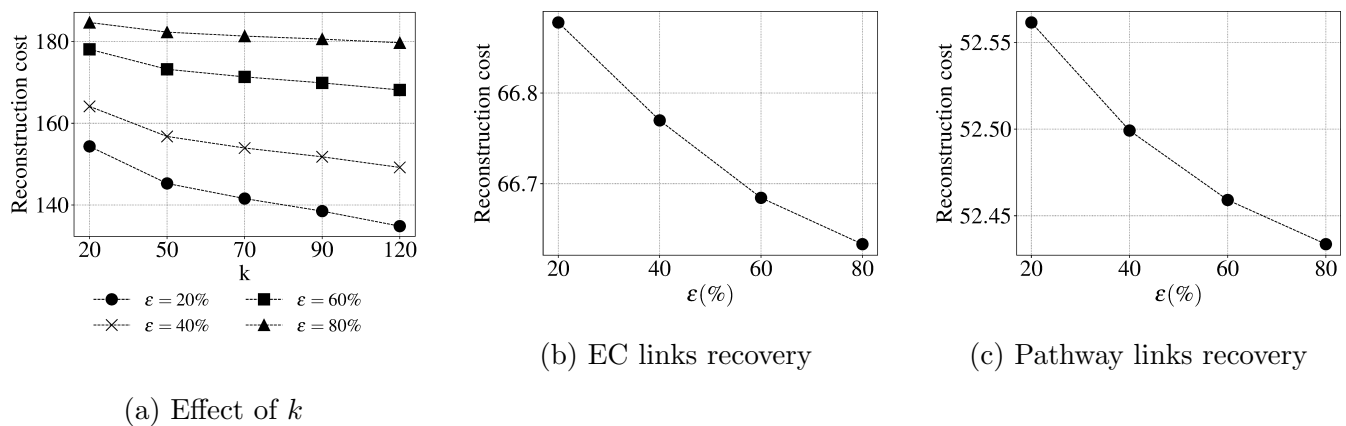 Reconstruction cost
180
160
140
20 50 70 90 120
k
ε = 20% ε = 60%
ε = 40% ε = 80%
(a) Effect of k
Reconstruction cost
66.8
66.7
20 40 60 80
ε(%)
(b) EC links recovery
Reconstruction cost
52.55
52.50
52.45
20 40 60 80
ε(%)
(c) Pathway links recovery